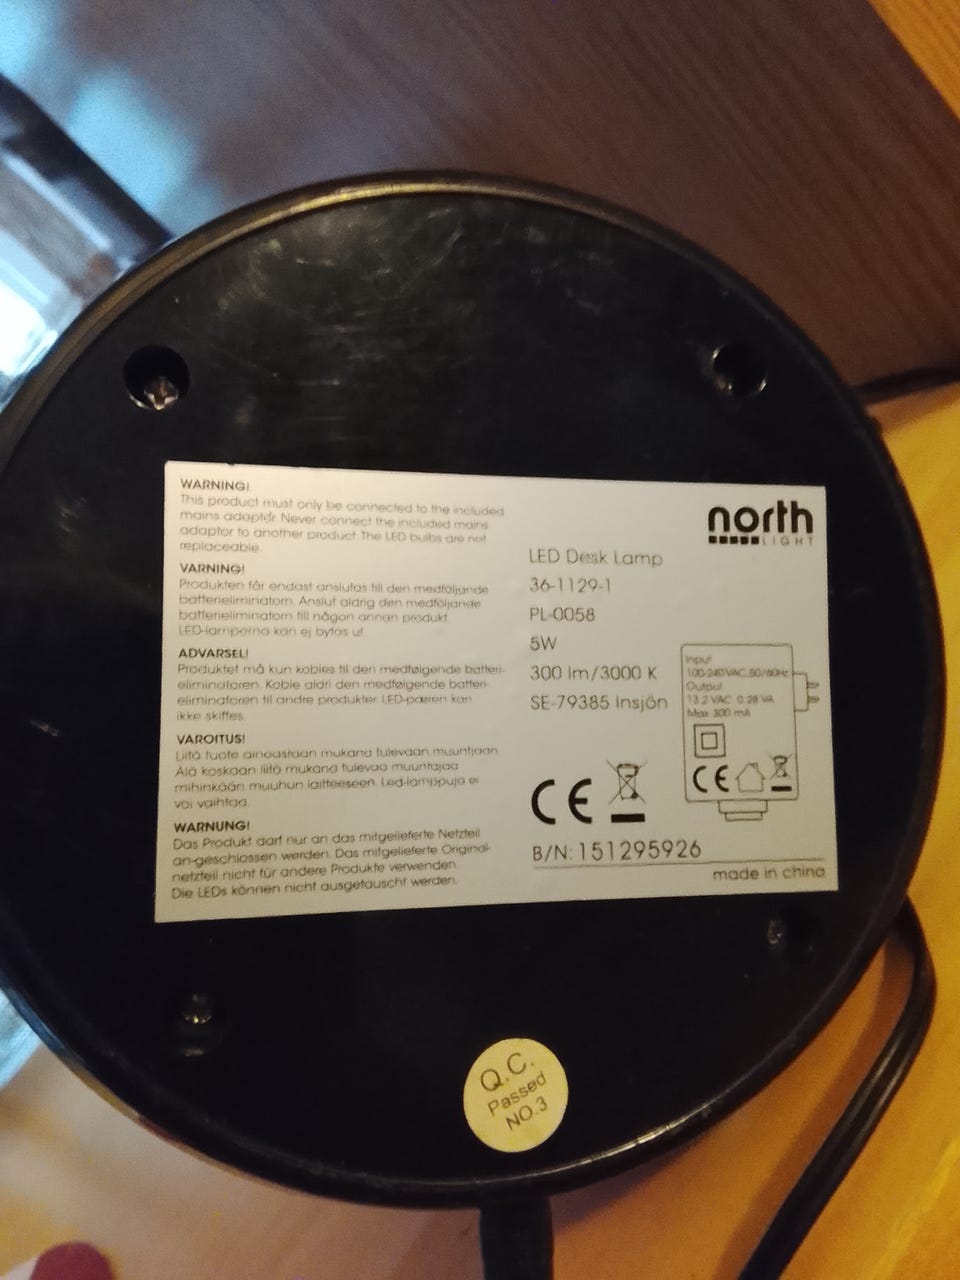 WARNING!
This product must only be connected to the included
mains adaptor. Never connect the included mains
adaptor to another product. The LED bulbs are not
replaceable.
VARNING!
Produkten får endast anslutas till den medföljande
batterieliminatorn. Anslut aldrig den medföljande
batterieliminatorn till någon annan produkt.
LED-lamporna kan ej bytas ut.
ADVARSEL!
Produktet må kun kobles til den medfølgende batteri-
eliminatoren. Koble aldri den medfølgende batteri-
eliminatoren til andre produkter LED-pæren kan
ikke skiftes.
VAROITUS!
Liitä tuote ainoastaan mukana tulevaan muuntajaan.
Älä koskaan liitä mukana tulevaa muuntajaa
mihinkään muuhun laitteeseen. Led-lamppuja ei
voi vaihtaa.
WARNUNG!
Das Produkt darf nur an das mitgelieferte Netzteil
an-geschlossen werden. Das mitgelieferte Original-
netzteil nicht für andere Produkte verwenden.
Die LEDs können nicht ausgetauscht werden.
north
LIGHT
LED Desk Lamp
36-1129-1
PL-0058
5W
300 lm/3000 K
SE-79385 Insjön
Input
100-240 VAC, 50/60Hz
Output
13.2 VAC 0.28 VA
Max 300 mA
CE
CE
B/N: 151295926
made in china
Q.C.
Passed
NO.3